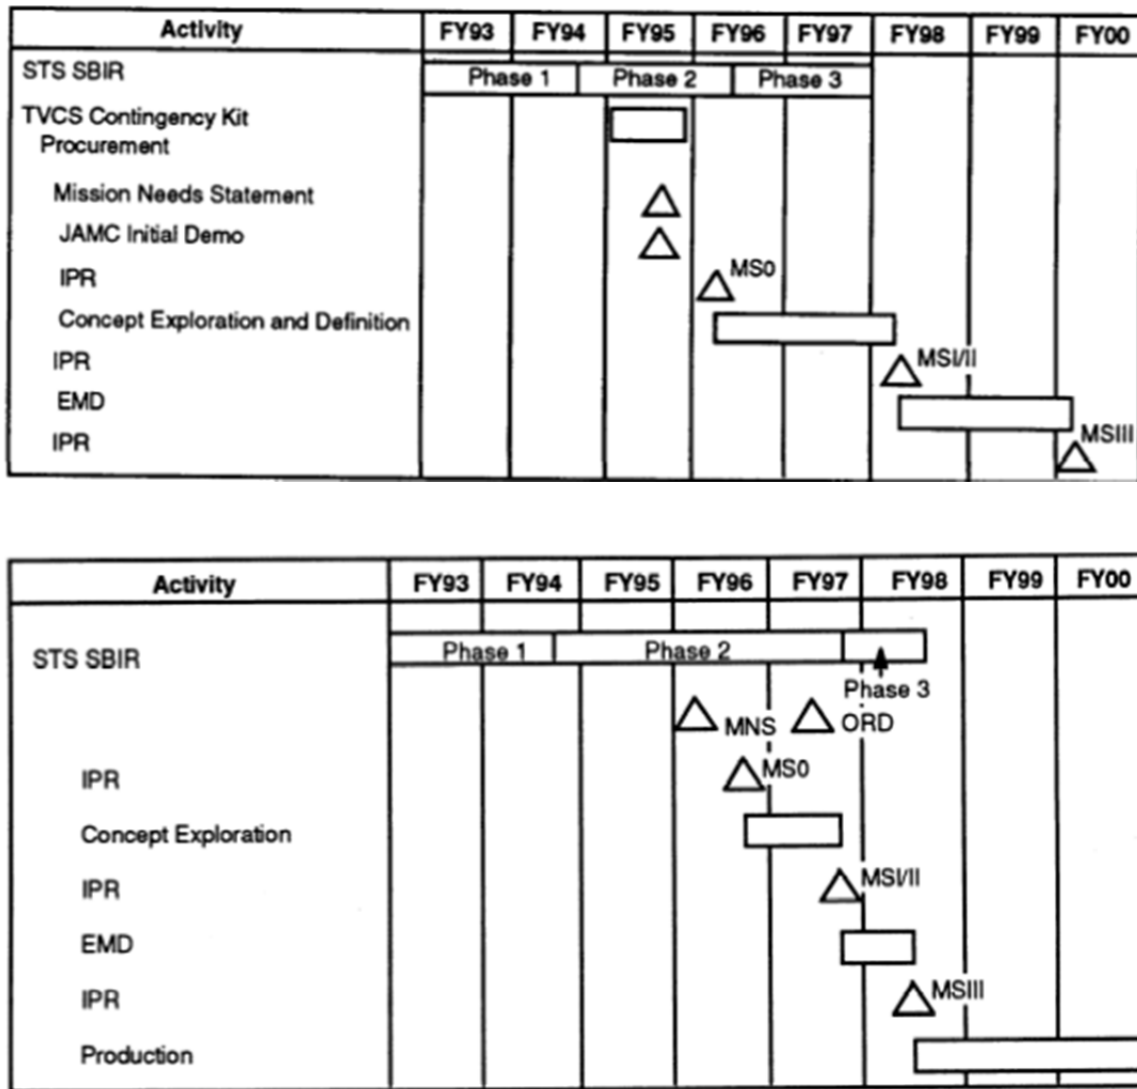 Activity FY93 FY94 FY95 FY96 FY97 FY98 FY99 FY00
STS SBIR Phase 1 Phase 2 Phase 3
TVCS Contingency Kit
Procurement
Mission Needs Statement
JAMC Initial Demo
IPR MS0
Concept Exploration and Definition
IPR MSI/II
EMD
IPR MSIII
Activity FY93 FY94 FY95 FY96 FY97 FY98 FY99 FY00
STS SBIR Phase 1 Phase 2
Phase 3
MNS ORD
IPR MS0
Concept Exploration
IPR MSI/II
EMD
IPR MSIII
Production